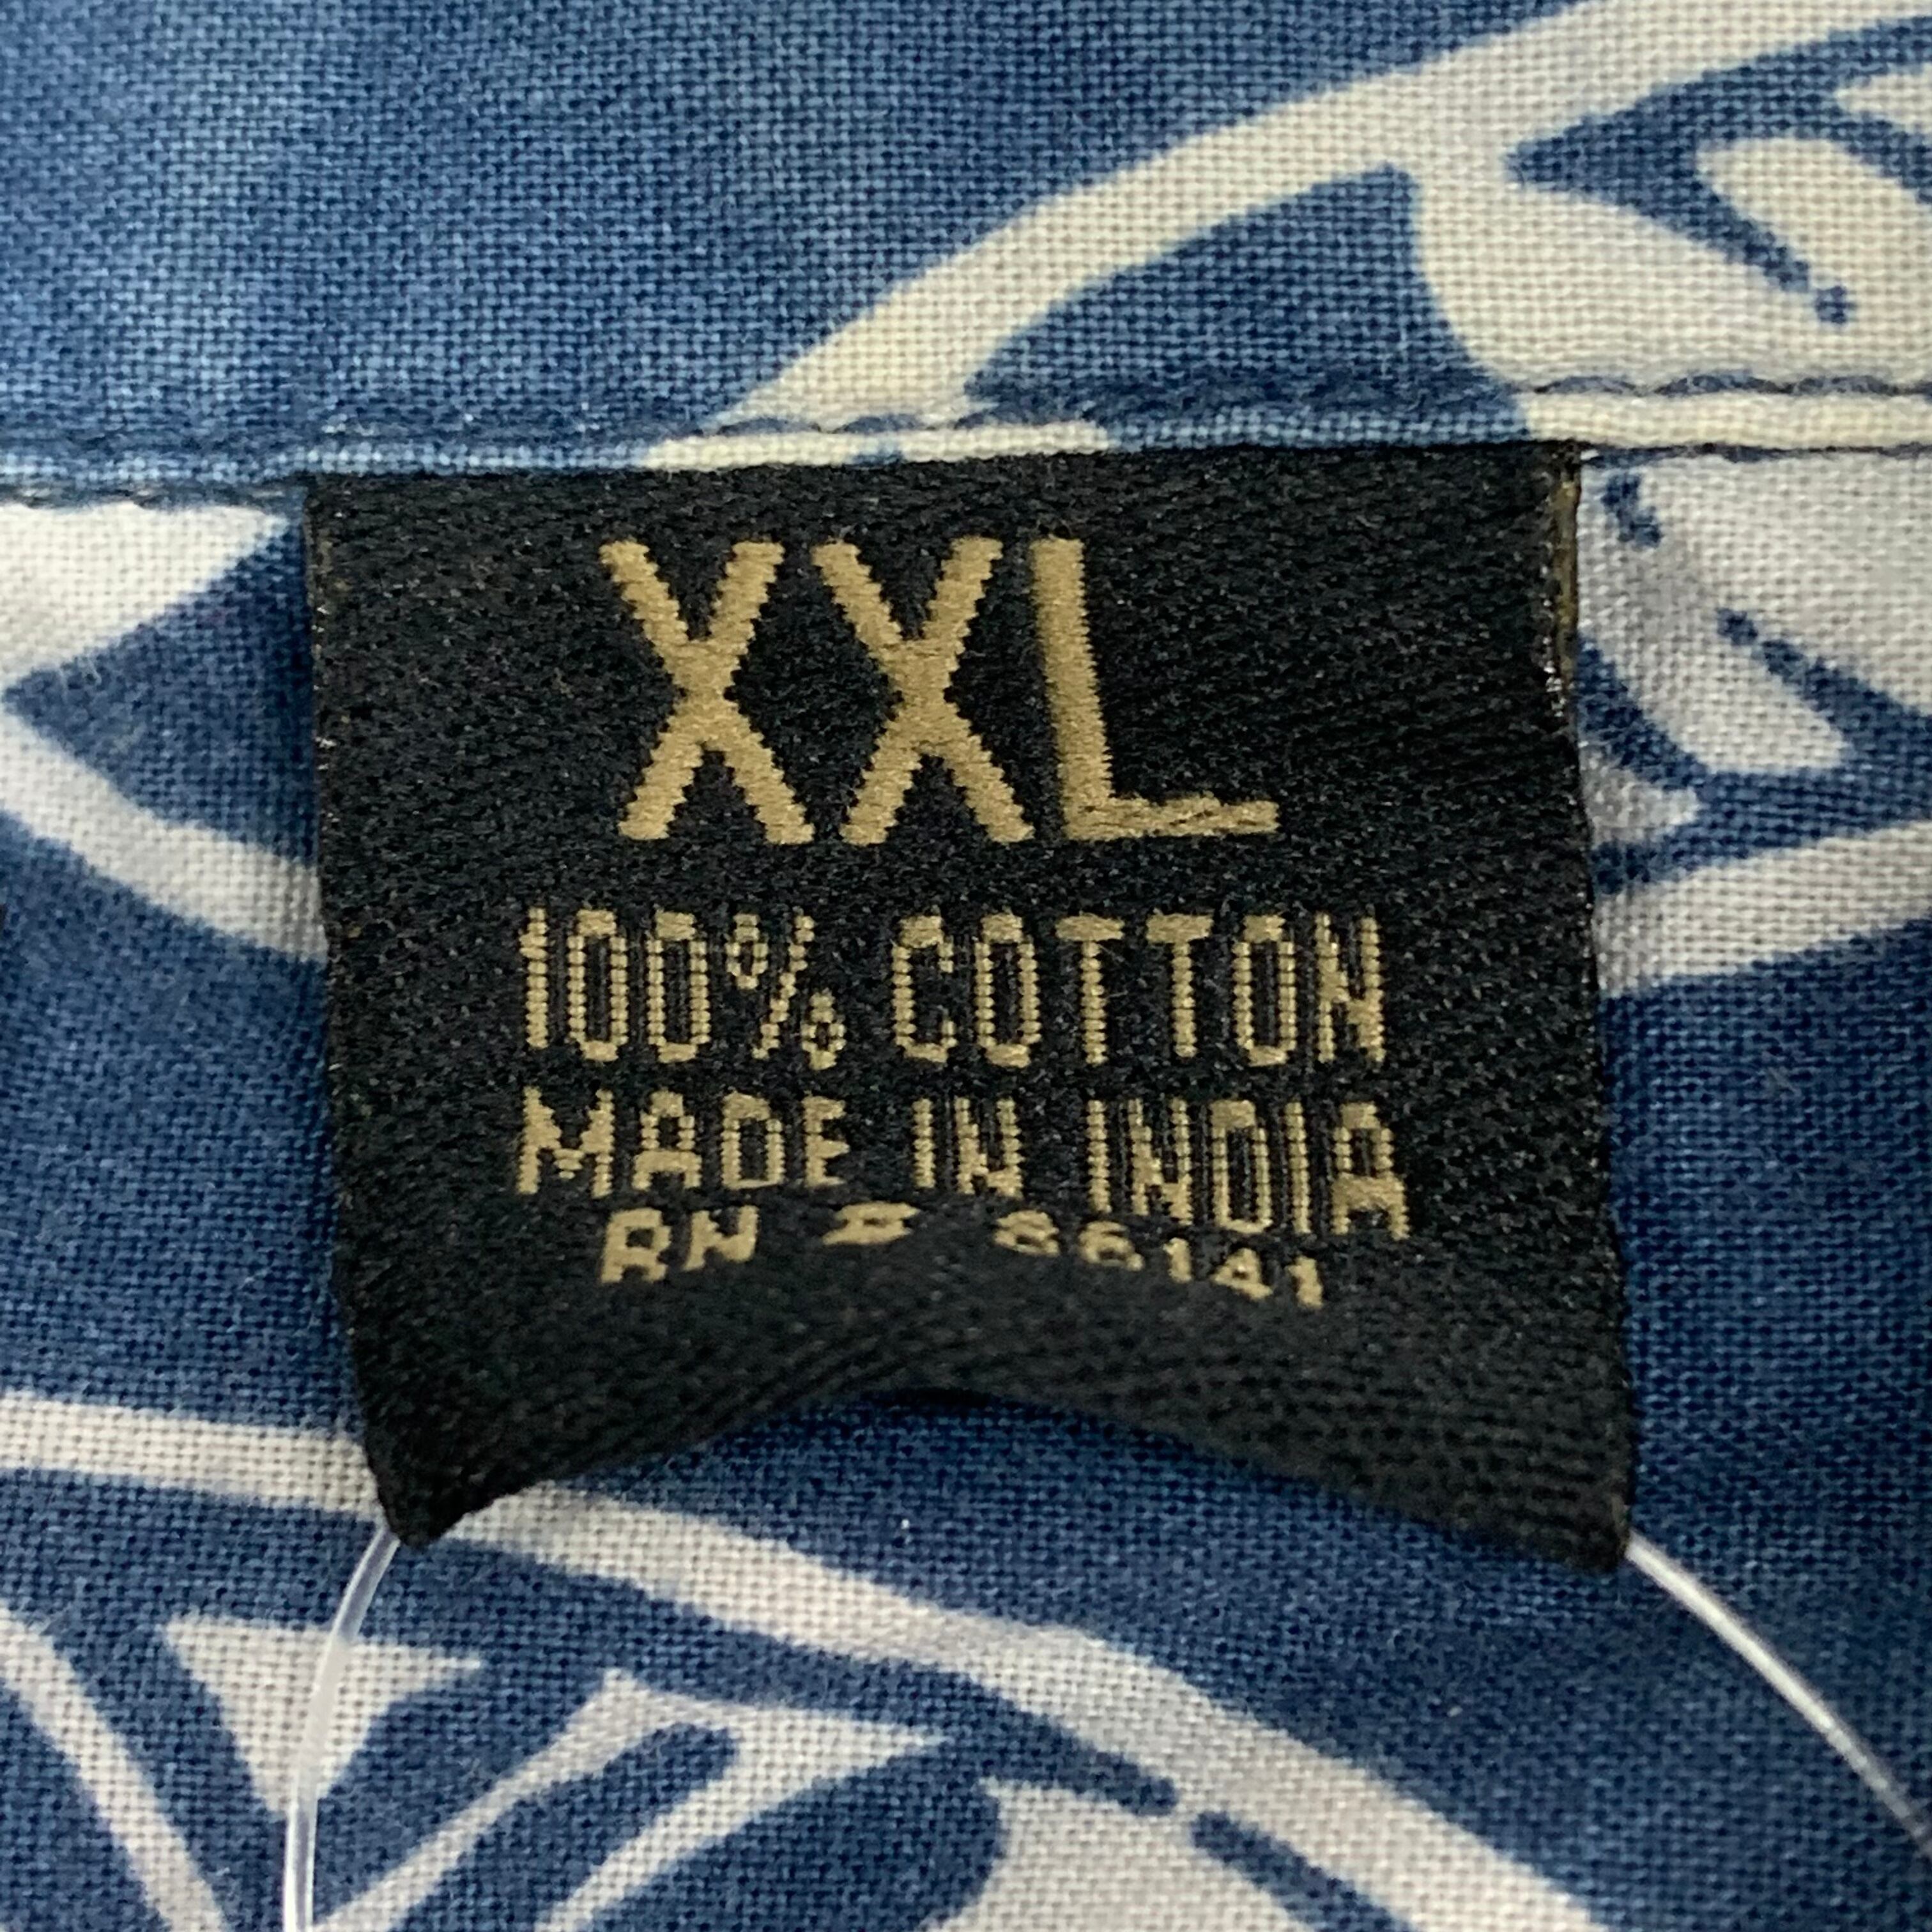 XXL
100% COTTON
MADE IN INDIA
RN # 86141